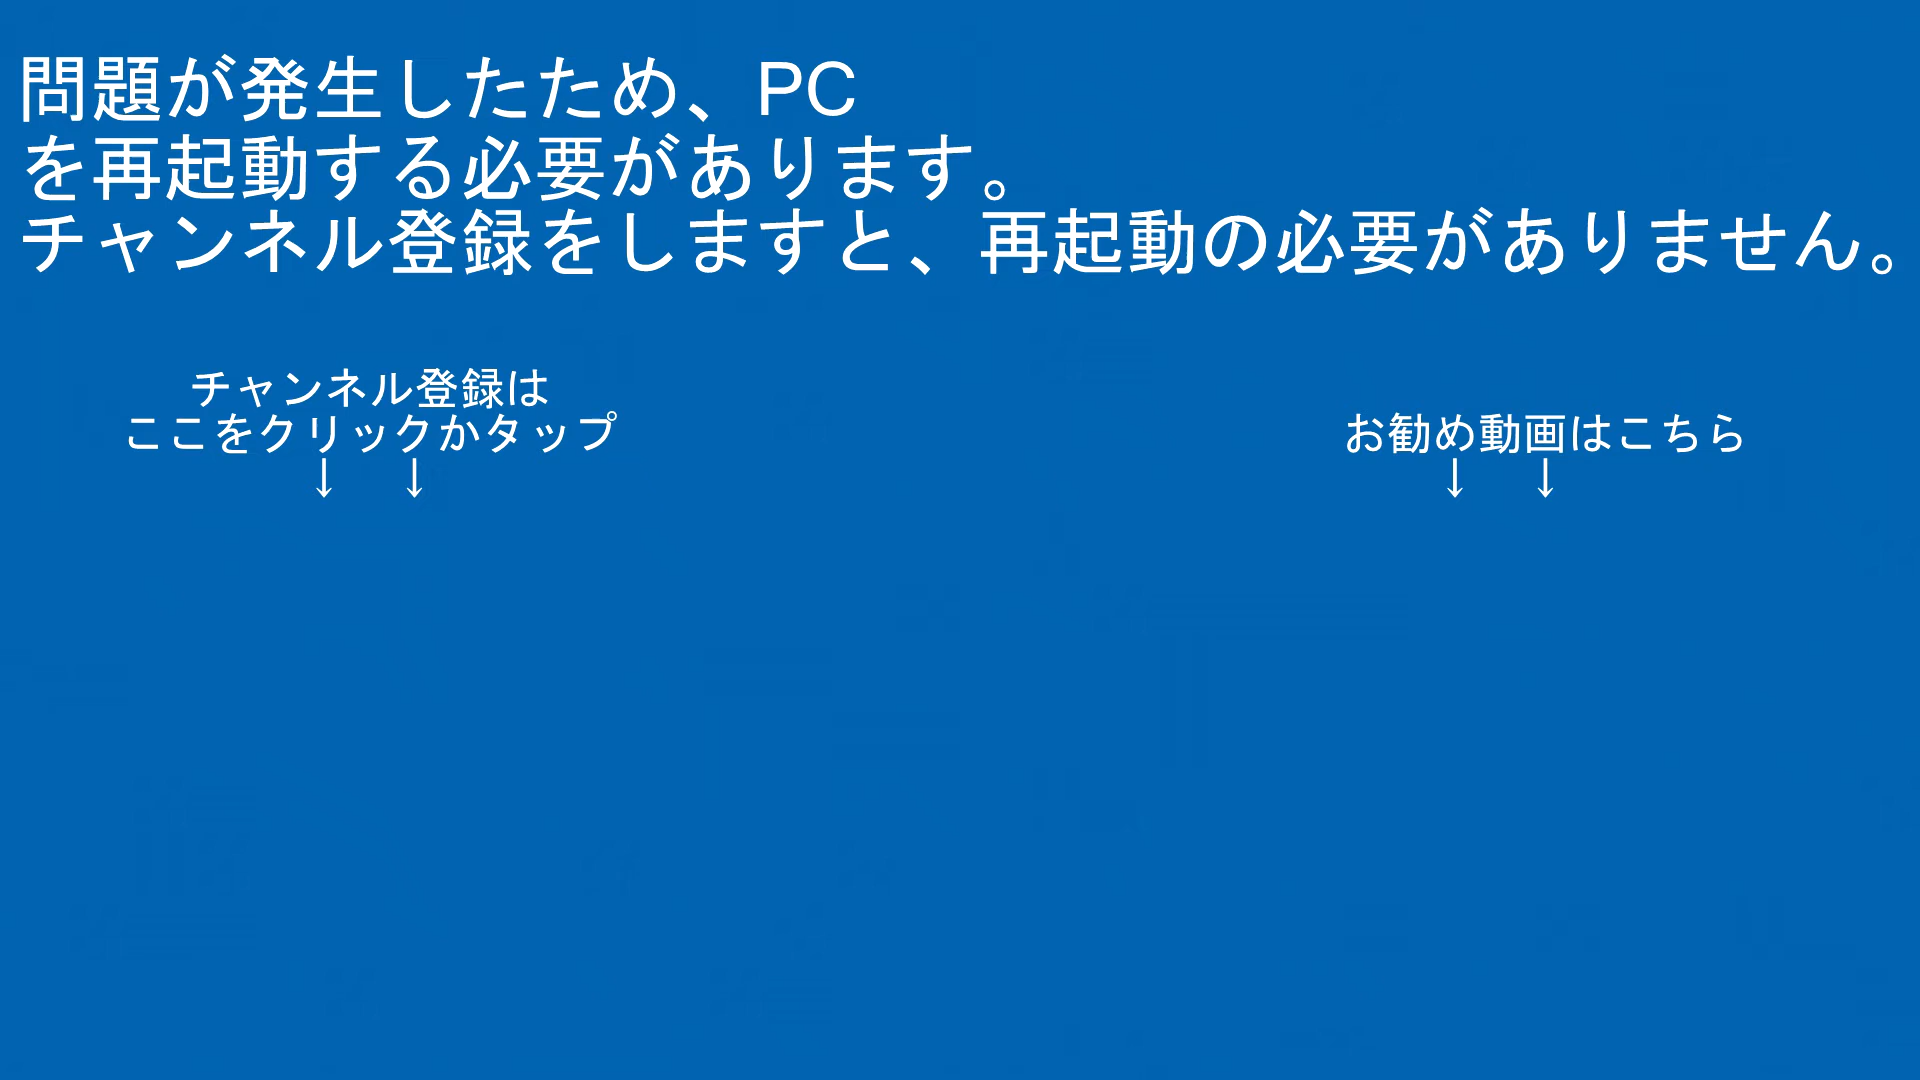 問題が発生したため、PC
を再起動する必要があります。
チャンネル登録をしますと、再起動の必要がありません。
チャンネル登録は
ここをクリックかタップ
↓ ↓
お勧め動画はこちら
↓ ↓